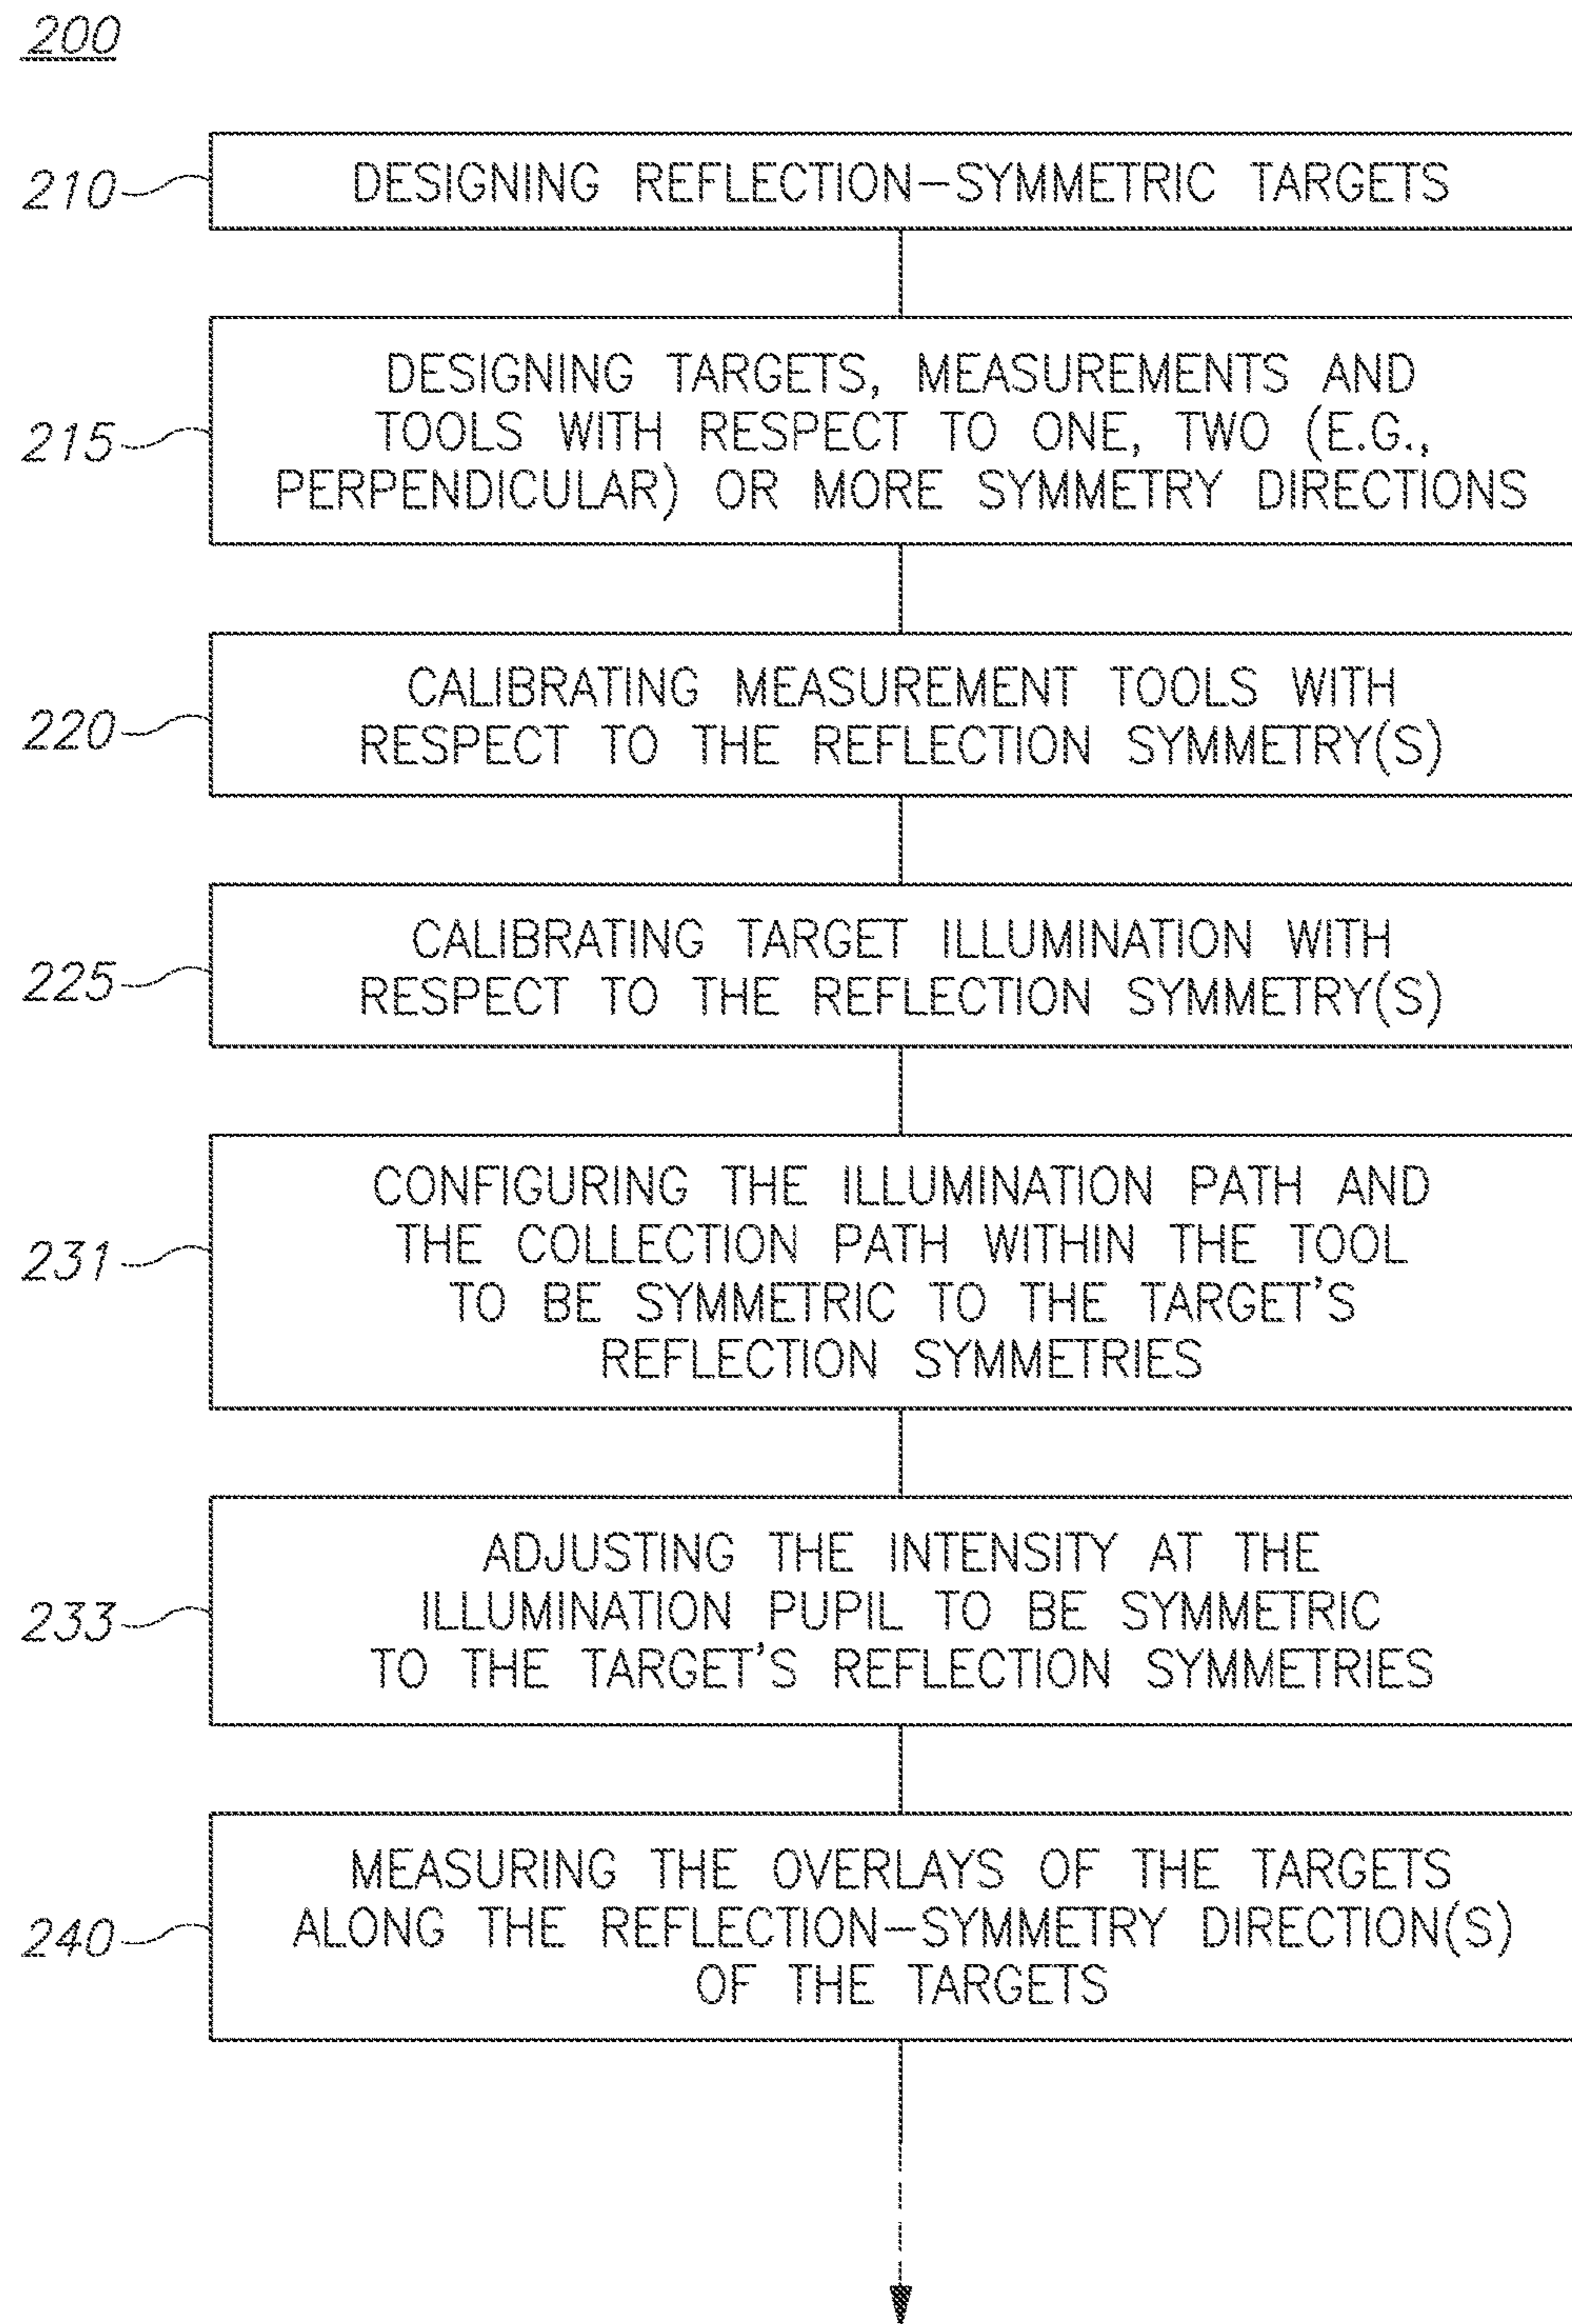 200
210
DESIGNING REFLECTION-SYMMETRIC TARGETS
DESIGNING TARGETS, MEASUREMENTS AND
215
TOOLS WITH RESPECT TO ONE, TWO (E.G.,
PERPENDICULAR) OR MORE SYMMETRY DIRECTIONS
CALIBRATING MEASUREMENT TOOLS WITH
220
RESPECT TO THE REFLECTION SYMMETRY(S)
CALIBRATING TARGET ILLUMINATION WITH
225
RESPECT TO THE REFLECTION SYMMETRY(S)
CONFIGURING THE ILLUMINATION PATH AND
231
THE COLLECTION PATH WITHIN THE TOOL
TO BE SYMMETRIC TO THE TARGET'S
REFLECTION SYMMETRIES
ADJUSTING THE INTENSITY AT THE
233
ILLUMINATION PUPIL TO BE SYMMETRIC
TO THE TARGET'S REFLECTION SYMMETRIES
MEASURING THE OVERLAYS OF THE TARGETS
240
ALONG THE REFLECTION-SYMMETRY DIRECTION(S)
OF THE TARGETS